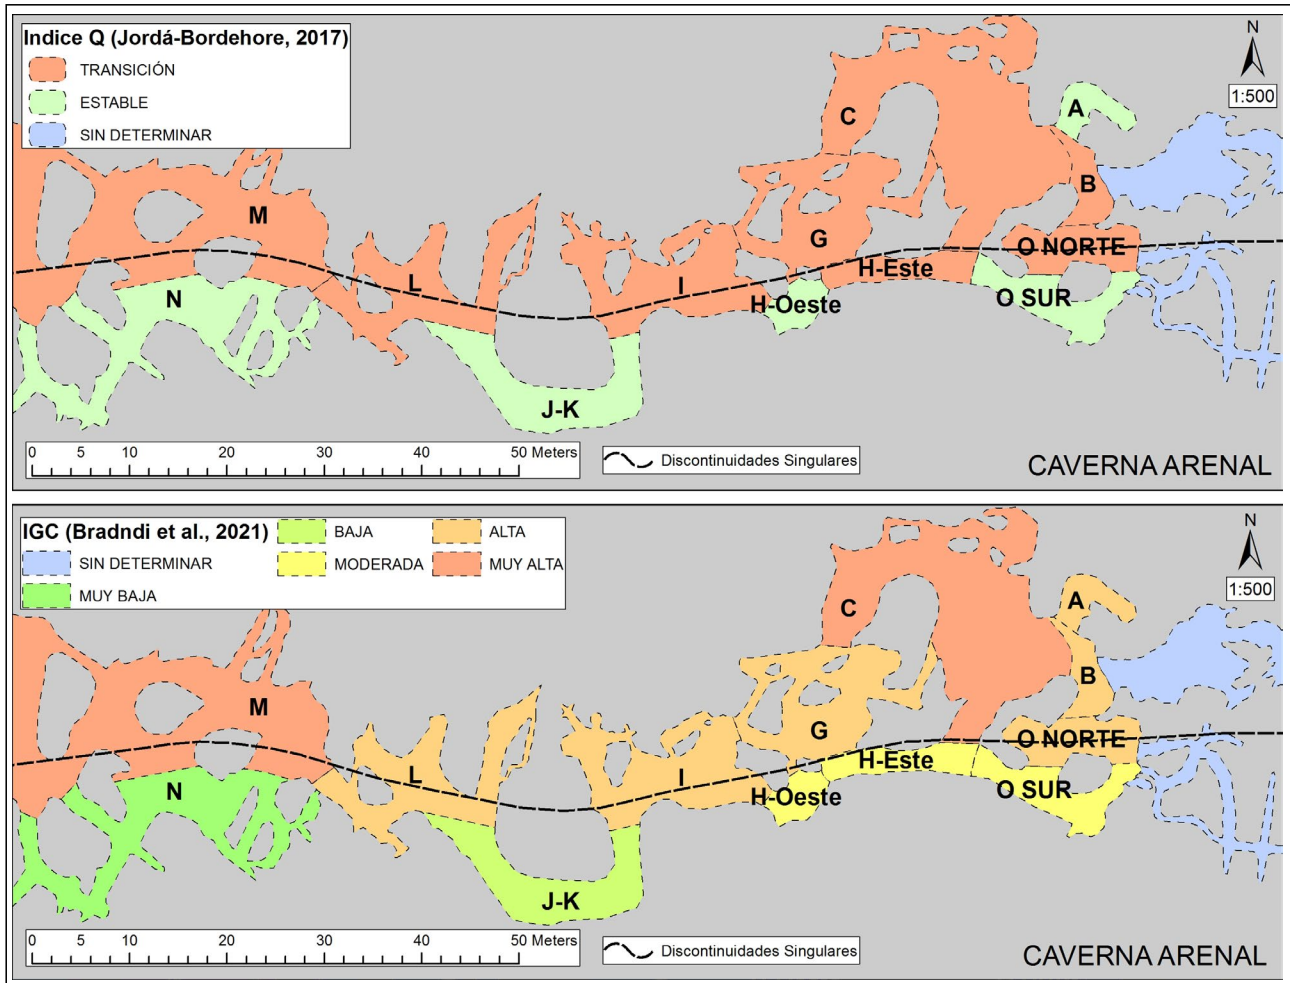 Indice Q (Jordá-Bordehore, 2017)
TRANSICIÓN
ESTABLE
SIN DETERMINAR
N
1:500
C
A
B
M
G
O NORTE
H-Este
L
I
N
H-Oeste
O SUR
J-K
0 10 20 30 40 50 Meters
Discontinuidades Singulares
CAVERNA ARENAL
IGC (Bradndi et al., 2021)
SIN DETERMINAR
MUY BAJA
BAJA
MODERADA
ALTA
MUY ALTA
N
1:500
C
A
B
M
G
O NORTE
H-Este
L
I
N
H-Oeste
O SUR
J-K
0 10 20 30 40 50 Meters
Discontinuidades Singulares
CAVERNA ARENAL